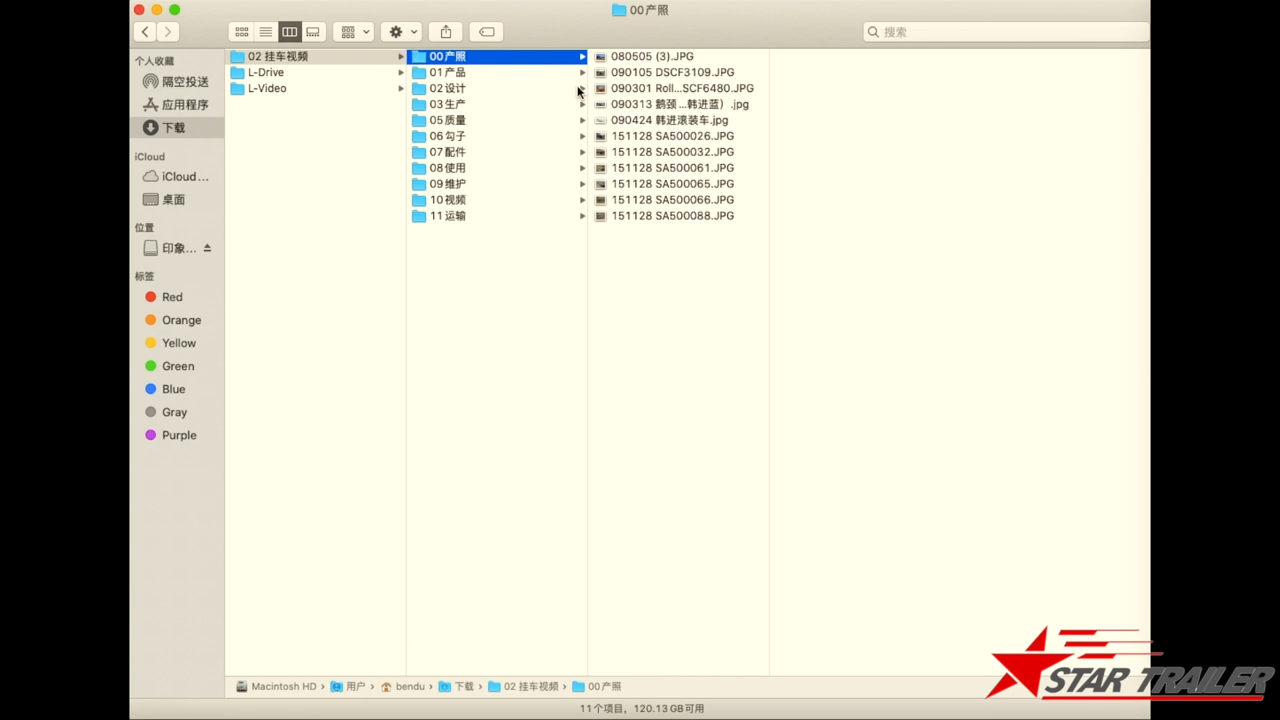 00产照
搜索
个人收藏
隔空投送
应用程序
下载
iCloud
iCloud...
桌面
位置
印象...
标签
Red
Orange
Yellow
Green
Blue
Gray
Purple
02 挂车视频
L-Drive
L-Video
00产照
01产品
02设计
03生产
05质量
06勾子
07配件
08使用
09维护
10视频
11运输
080505 (3).JPG
090105 DSCF3109.JPG
090301 Roll...SCF6480.JPG
090313 鹅颈...韩进蓝）.jpg
090424 韩进滚装车.jpg
151128 SA500026.JPG
151128 SA500032.JPG
151128 SA500061.JPG
151128 SA500065.JPG
151128 SA500066.JPG
151128 SA500088.JPG
Macintosh HD › 用户 › bendu › 下载 › 02 挂车视频 › 00产照
11个项目，120.13 GB可用
STAR TRAILER